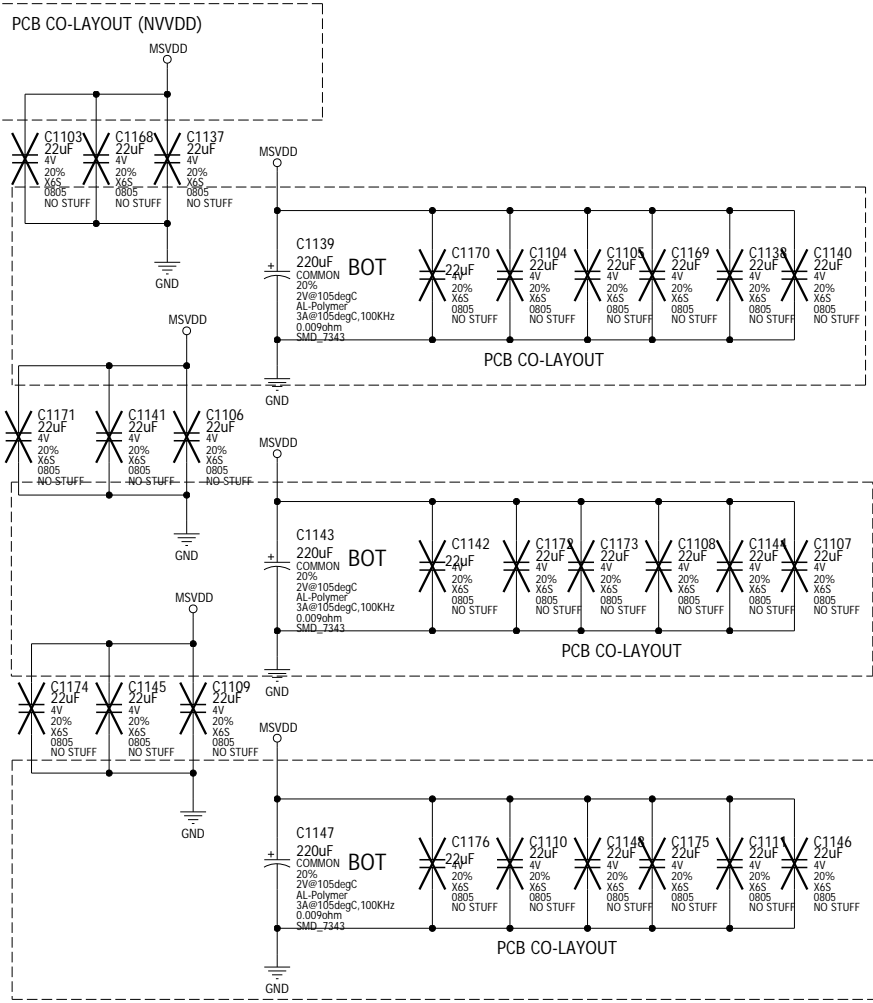 PCB CO-LAYOUT (NVVDD)
MSVDD
C1103
22uF
4V
20%
X6S
0805
NO STUFF
C1168
22uF
4V
20%
X6S
0805
NO STUFF
C1137
22uF
4V
20%
X6S
0805
NO STUFF
GND
MSVDD
C1139
220uF
COMMON
20%
2V@105degC
AL-Polymer
3A@105degC,100KHz
0.009ohm
SMD_7343
BOT
C1170
22uF
4V
20%
X6S
0805
NO STUFF
C1104
22uF
4V
20%
X6S
0805
NO STUFF
C1105
22uF
4V
20%
X6S
0805
NO STUFF
C1169
22uF
4V
20%
X6S
0805
NO STUFF
C1138
22uF
4V
20%
X6S
0805
NO STUFF
C1140
22uF
4V
20%
X6S
0805
NO STUFF
PCB CO-LAYOUT
GND
MSVDD
C1171
22uF
4V
20%
X6S
0805
NO STUFF
C1141
22uF
4V
20%
X6S
0805
NO STUFF
C1106
22uF
4V
20%
X6S
0805
NO STUFF
GND
MSVDD
C1143
220uF
COMMON
20%
2V@105degC
AL-Polymer
3A@105degC,100KHz
0.009ohm
SMD_7343
BOT
C1142
22uF
4V
20%
X6S
0805
NO STUFF
C1172
22uF
4V
20%
X6S
0805
NO STUFF
C1173
22uF
4V
20%
X6S
0805
NO STUFF
C1108
22uF
4V
20%
X6S
0805
NO STUFF
C1144
22uF
4V
20%
X6S
0805
NO STUFF
C1107
22uF
4V
20%
X6S
0805
NO STUFF
PCB CO-LAYOUT
GND
MSVDD
C1174
22uF
4V
20%
X6S
0805
NO STUFF
C1145
22uF
4V
20%
X6S
0805
NO STUFF
C1109
22uF
4V
20%
X6S
0805
NO STUFF
GND
MSVDD
C1147
220uF
COMMON
20%
2V@105degC
AL-Polymer
3A@105degC,100KHz
0.009ohm
SMD_7343
BOT
C1176
22uF
4V
20%
X6S
0805
NO STUFF
C1110
22uF
4V
20%
X6S
0805
NO STUFF
C1148
22uF
4V
20%
X6S
0805
NO STUFF
C1175
22uF
4V
20%
X6S
0805
NO STUFF
C1111
22uF
4V
20%
X6S
0805
NO STUFF
C1146
22uF
4V
20%
X6S
0805
NO STUFF
PCB CO-LAYOUT
GND